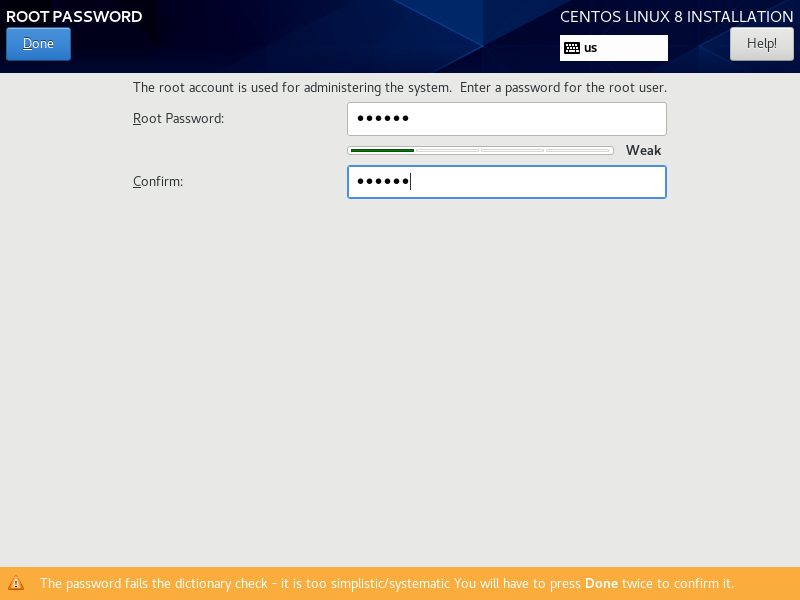 ROOT PASSWORD
CENTOS LINUX 8 INSTALLATION
Done
us
Help!
The root account is used for administering the system.  Enter a password for the root user.
Root Password:
••••••
Weak
Confirm:
••••••
The password fails the dictionary check - it is too simplistic/systematic You will have to press Done twice to confirm it.